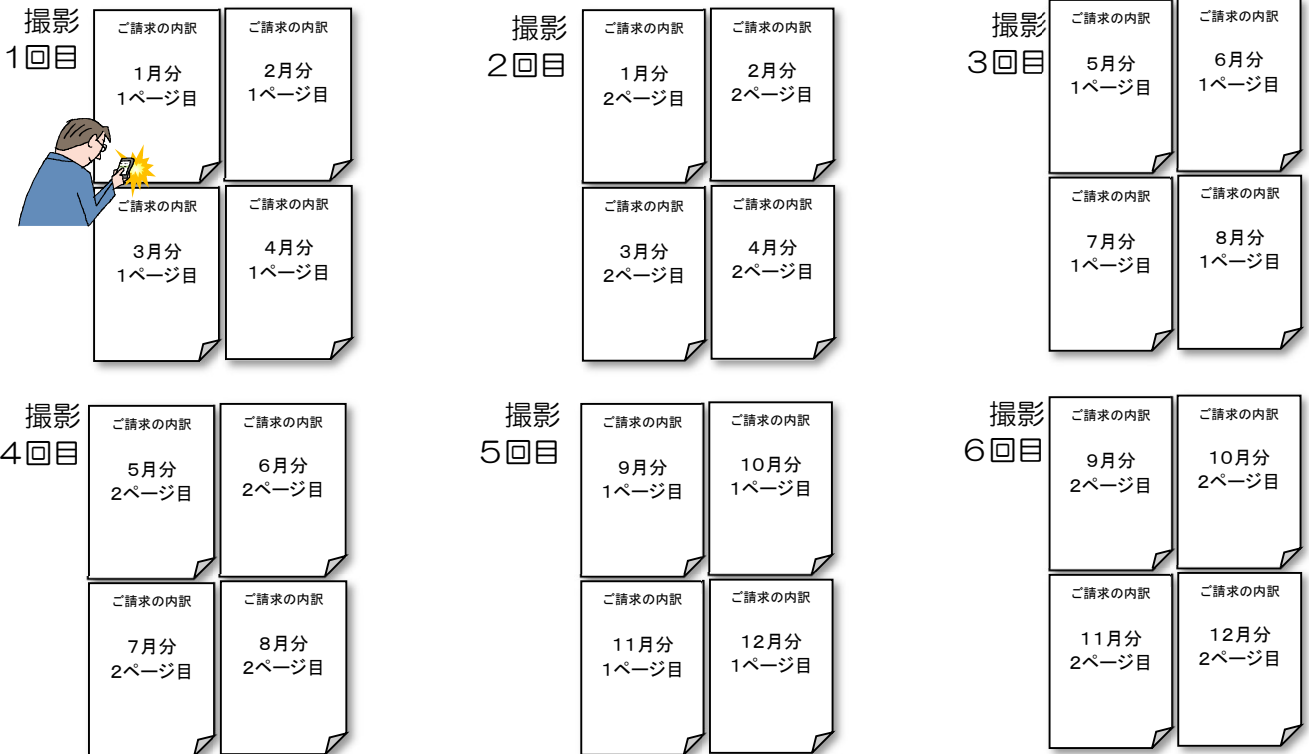 撮影
1回目
ご請求の内訳
1月分
1ページ目
ご請求の内訳
2月分
1ページ目
ご請求の内訳
3月分
1ページ目
ご請求の内訳
4月分
1ページ目
撮影
2回目
ご請求の内訳
1月分
2ページ目
ご請求の内訳
2月分
2ページ目
ご請求の内訳
3月分
2ページ目
ご請求の内訳
4月分
2ページ目
撮影
3回目
ご請求の内訳
5月分
1ページ目
ご請求の内訳
6月分
1ページ目
ご請求の内訳
7月分
1ページ目
ご請求の内訳
8月分
1ページ目
撮影
4回目
ご請求の内訳
5月分
2ページ目
ご請求の内訳
6月分
2ページ目
ご請求の内訳
7月分
2ページ目
ご請求の内訳
8月分
2ページ目
撮影
5回目
ご請求の内訳
9月分
1ページ目
ご請求の内訳
10月分
1ページ目
ご請求の内訳
11月分
1ページ目
ご請求の内訳
12月分
1ページ目
撮影
6回目
ご請求の内訳
9月分
2ページ目
ご請求の内訳
10月分
2ページ目
ご請求の内訳
11月分
2ページ目
ご請求の内訳
12月分
2ページ目